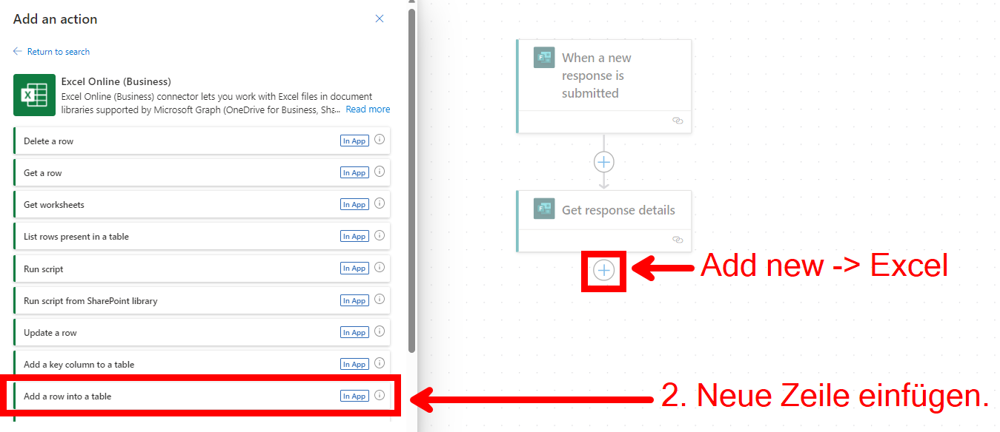 Add an action
Return to search
Excel Online (Business)
Excel Online (Business) connector lets you work with Excel files in document
libraries supported by Microsoft Graph (OneDrive for Business, Sha... Read more
Delete a row In App
Get a row In App
Get worksheets In App
List rows present in a table In App
Run script In App
Run script from SharePoint library In App
Update a row In App
Add a key column to a table In App
Add a row into a table In App
When a new
response is
submitted
Get response details
Add new -> Excel
2. Neue Zeile einfügen.